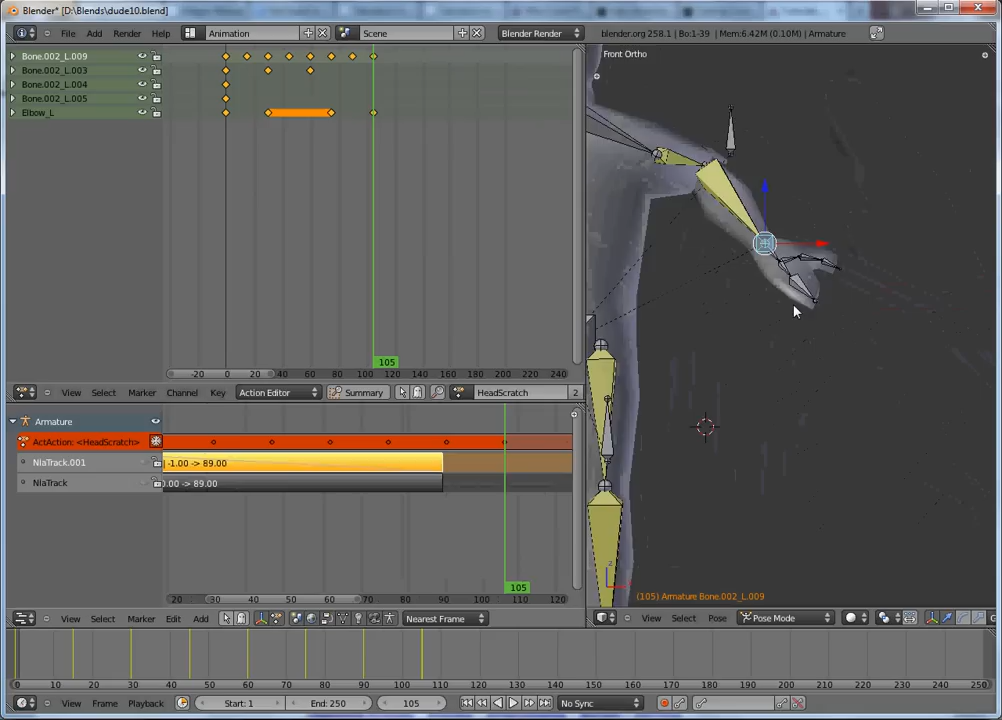 Blender* [D:\Blends\dude10.blend]
File Add Render Help Animation Scene Blender Render blender.org 258.1 | Bo:1-39 | Mem:6.42M (0.10M) | Armature
Bone.002_L.009
Bone.002_L.003
Bone.002_L.004
Bone.002_L.005
Elbow_L
Front Ortho
105
-20 0 20 40 60 80 100 120 140 160 180 200 220 240
View Select Marker Channel Key Action Editor Summary HeadScratch 2
Armature
ActAction: <HeadScratch>
NlaTrack.001 -1.00 -> 89.00
NlaTrack .00 -> 89.00
105
20 30 40 50 60 70 80 90 100 110 120
(105) Armature Bone.002_L.009
View Select Marker Edit Add Nearest Frame
View Select Pose Pose Mode
0 10 20 30 40 50 60 70 80 90 100 110 120 130 140 150 160 170 180 190 200 210 220 230 240 250
View Frame Playback Start: 1 End: 250 105 No Sync